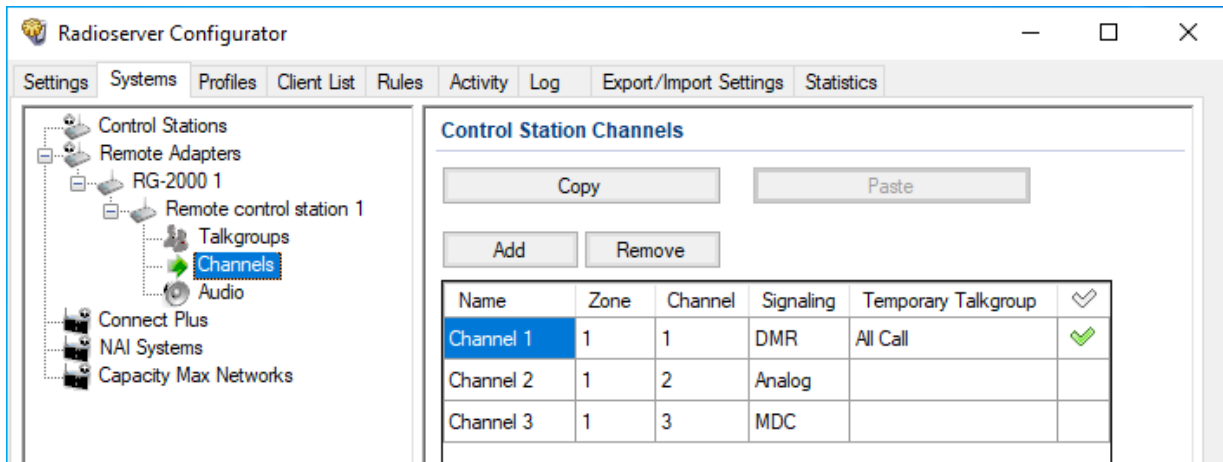 Radioserver Configurator
Settings Systems Profiles Client List Rules Activity Log Export/Import Settings Statistics
Control Stations
Remote Adapters
RG-2000 1
Remote control station 1
Talkgroups
Channels
Audio
Connect Plus
NAI Systems
Capacity Max Networks
Control Station Channels
Copy Paste
Add Remove
Name Zone Channel Signaling Temporary Talkgroup
Channel 1 1 1 DMR All Call
Channel 2 1 2 Analog
Channel 3 1 3 MDC